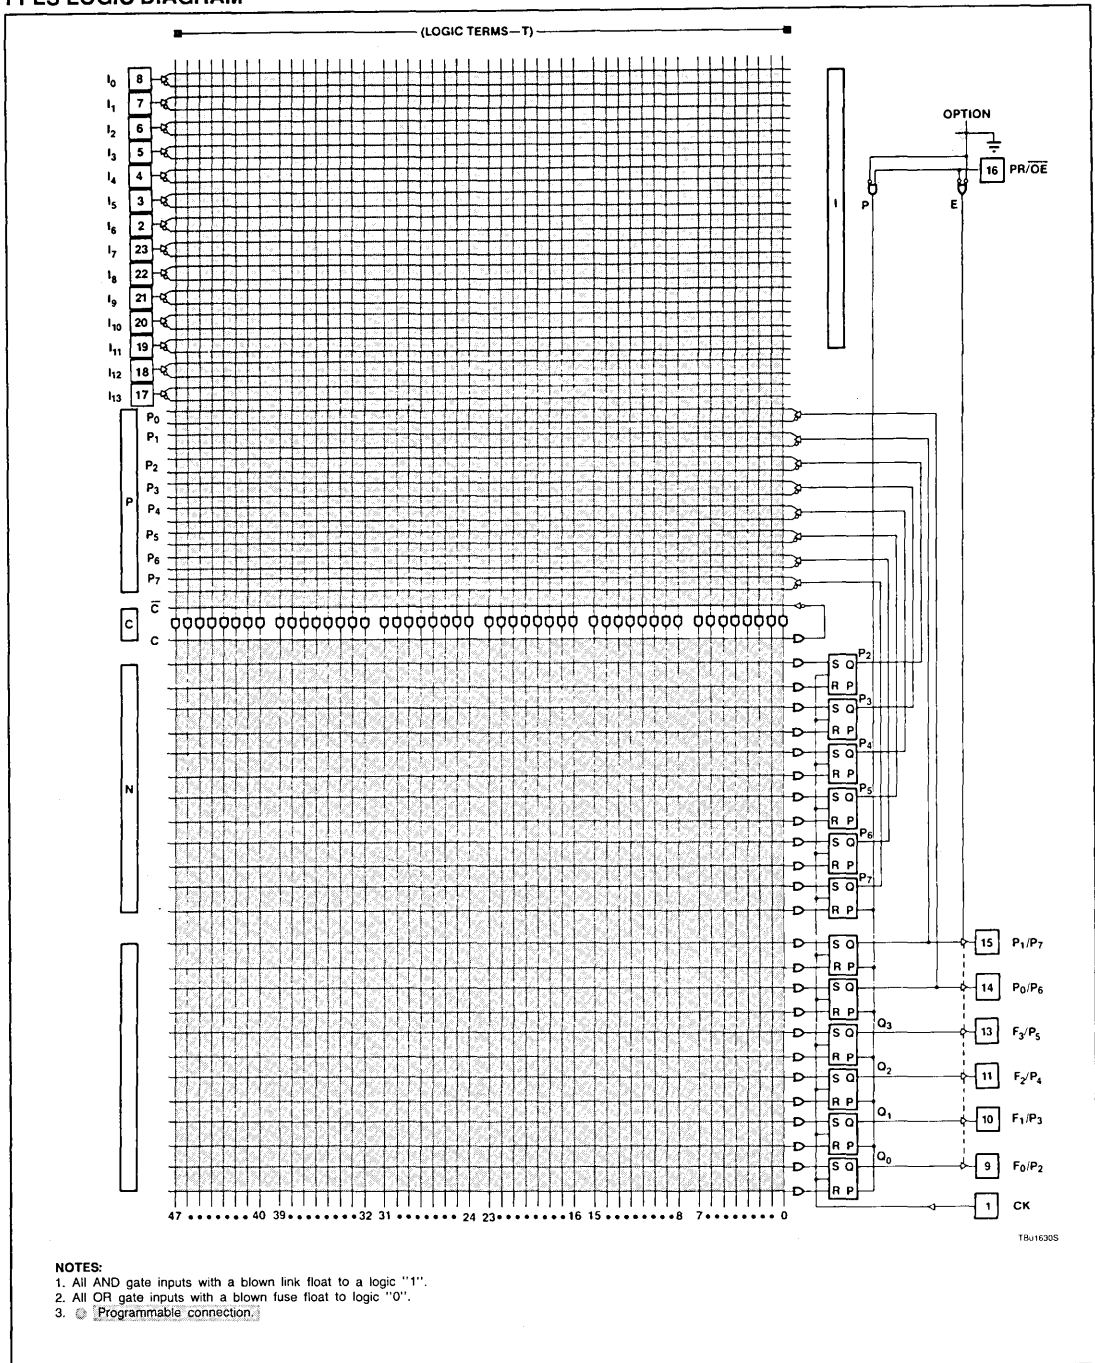 LOGIC DIAGRAM
(LOGIC TERMS—T)
I0 8
I1 7
I2 6
I3 5
I4 4
I5 3
I6 2
I7 23
I8 22
I9 21
I10 20
I11 19
I12 18
I13 17
I
OPTION
16 PR/O̅E̅
P E
P
P0
P1
P2
P3
P4
P5
P6
P7
C
C̅
C
N
P2
S Q
R P
P3
S Q
R P
P4
S Q
R P
P5
S Q
R P
P6
S Q
R P
P7
S Q
R P
S Q 15 P1/P7
R P
S Q 14 P0/P6
R P
Q3
S Q 13 F3/P5
R P
Q2
S Q 11 F2/P4
R P
Q1
S Q 10 F1/P3
R P
Q0
S Q 9 F0/P2
R P
1 CK
47 40 39 32 31 24 23 16 15 8 7 0
TB01630S
NOTES:
1. All AND gate inputs with a blown link float to a logic "1".
2. All OR gate inputs with a blown fuse float to logic "0".
3. Programmable connection.